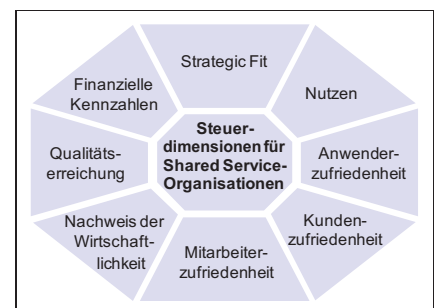 Strategic Fit
Nutzen
Anwender-
zufriedenheit
Kunden-
zufriedenheit
Mitarbeiter-
zufriedenheit
Nachweis der
Wirtschaft-
lichkeit
Qualitäts-
erreichung
Finanzielle
Kennzahlen
Steuer-
dimensionen für
Shared Service-
Organisationen